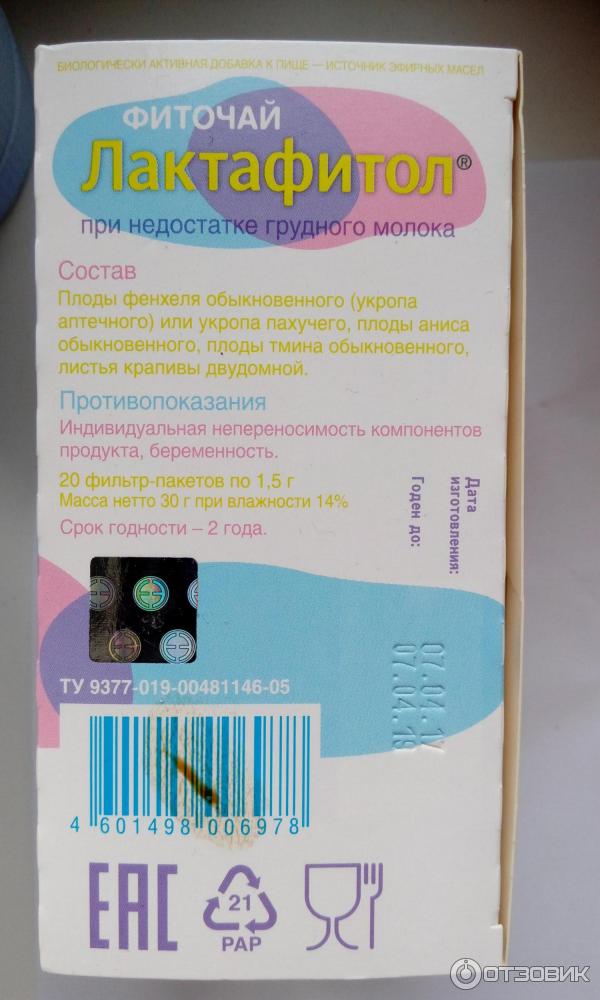 БИОЛОГИЧЕСКИ АКТИВНАЯ ДОБАВКА К ПИЩЕ — ИСТОЧНИК ЭФИРНЫХ МАСЕЛ
ФИТОЧАЙ
Лактафитол®
при недостатке грудного молока
Состав
Плоды фенхеля обыкновенного (укропа
аптечного) или укропа пахучего, плоды аниса
обыкновенного, плоды тмина обыкновенного,
листья крапивы двудомной.
Противопоказания
Индивидуальная непереносимость компонентов
продукта, беременность.
20 фильтр-пакетов по 1,5 г
Масса нетто 30 г при влажности 14%
Срок годности – 2 года.
Дата
изготовления:
Годен до:
07.04.17
07.04.19
ТУ 9377-019-00481146-05
4 601498 006978
EAC
21
PAP
ОТЗОВИК